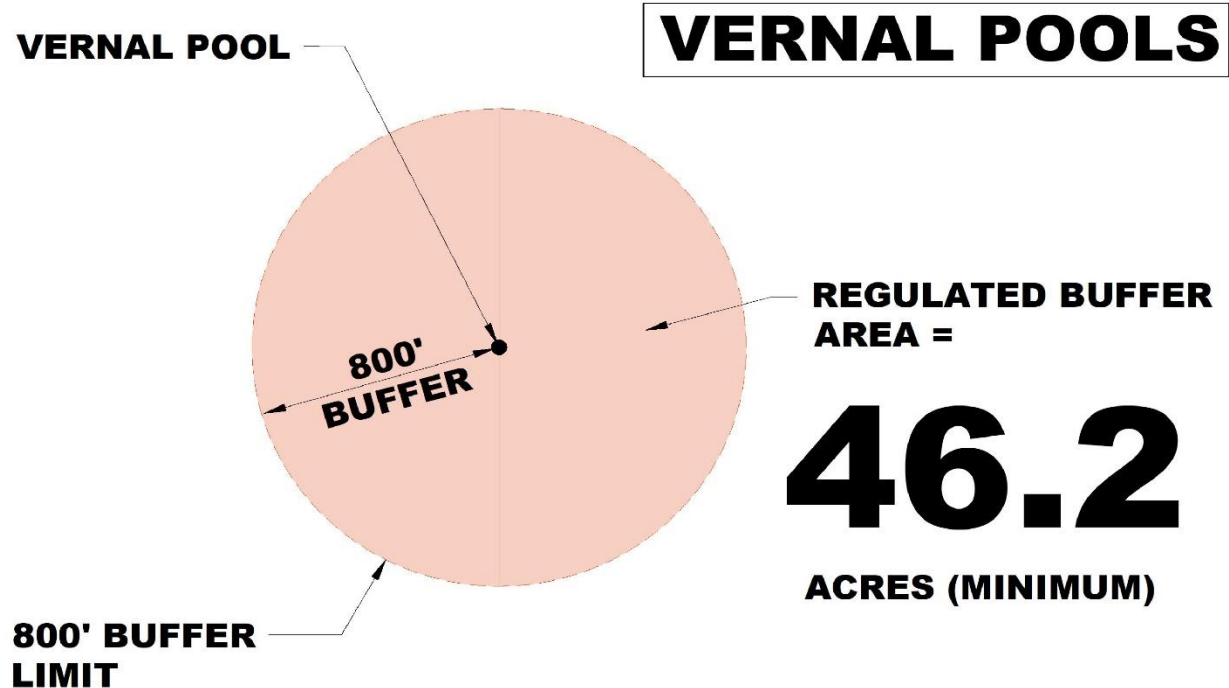 VERNAL POOLS
VERNAL POOL
800'
BUFFER
REGULATED BUFFER
AREA =
46.2
ACRES (MINIMUM)
800' BUFFER
LIMIT